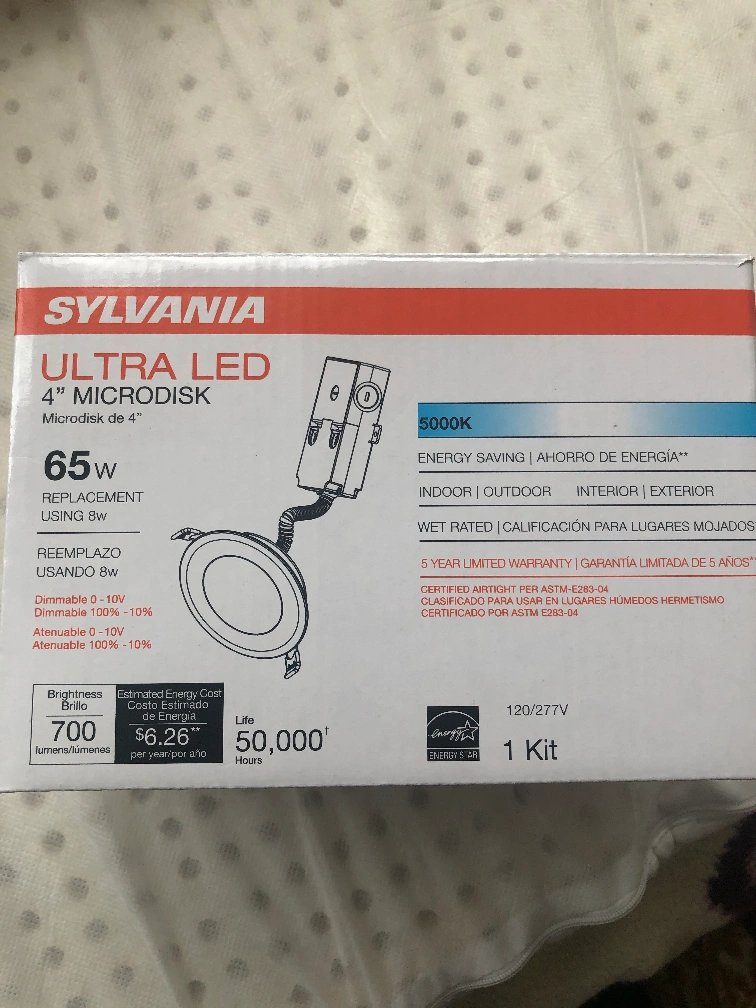 SYLVANIA
ULTRA LED
4” MICRODISK
Microdisk de 4”
65W
REPLACEMENT
USING 8w
REEMPLAZO
USANDO 8w
Dimmable 0 -10V
Dimmable 100% -10%
Atenuable 0 -10V
Atenuable 100% -10%
Brightness
Brillo
700
lumens/lúmenes
Estimated Energy Cost
Costo Estimado
de Energía
$6.26**
per year/por año
Life
50,000†
Hours
5000K
ENERGY SAVING | AHORRO DE ENERGÍA**
INDOOR | OUTDOOR INTERIOR | EXTERIOR
WET RATED | CALIFICACIÓN PARA LUGARES MOJADOS
5 YEAR LIMITED WARRANTY | GARANTÍA LIMITADA DE 5 AÑOS**
CERTIFIED AIRTIGHT PER ASTM-E283-04
CLASIFICADO PARA USAR EN LUGARES HÚMEDOS HERMETISMO
CERTIFICADO POR ASTM E283-04
energy
ENERGY STAR
120/277V
1 Kit